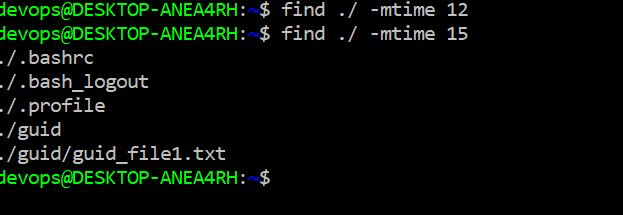 devops@DESKTOP-ANEA4RH:~$ find ./ -mtime 12
devops@DESKTOP-ANEA4RH:~$ find ./ -mtime 15
./.bashrc
./.bash_logout
./.profile
./guid
./guid/guid_file1.txt
devops@DESKTOP-ANEA4RH:~$